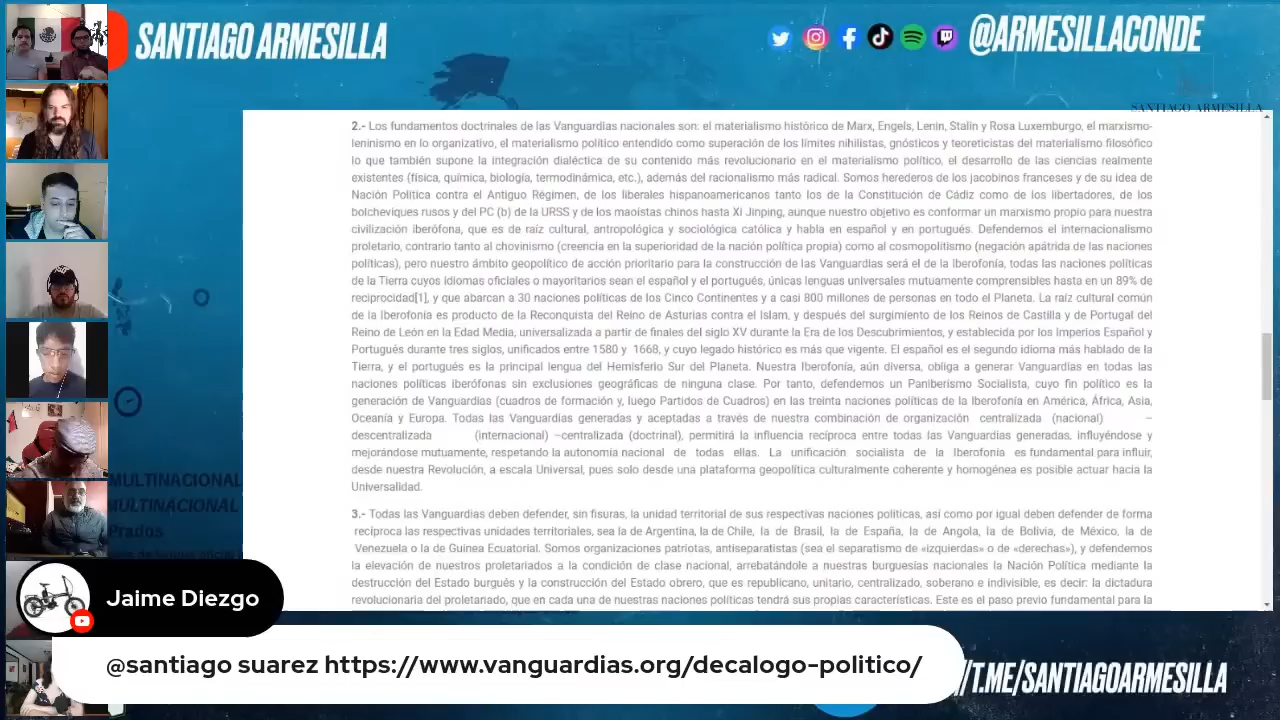 SANTIAGO ARMESILLA
@ARMESILLACONDE
SANTIAGO ARMESILLA
2.- Los fundamentos doctrinales de las Vanguardias nacionales son: el materialismo histórico de Marx, Engels, Lenin, Stalin y Rosa Luxemburgo, el marxismo-
leninismo en lo organizativo, el materialismo político entendido como superación de los límites nihilistas, gnósticos y teoreticistas del materialismo filosófico
lo que también supone la integración dialéctica de su contenido más revolucionario en el materialismo político, el desarrollo de las ciencias realmente
existentes (física, química, biología, termodinámica, etc.), además del racionalismo más radical. Somos herederos de los jacobinos franceses y de su idea de
Nación Política contra el Antiguo Régimen, de los liberales hispanoamericanos tanto los de la Constitución de Cádiz como de los libertadores, de los
bolcheviques rusos y del PC (b) de la URSS y de los maoístas chinos hasta Xi Jinping, aunque nuestro objetivo es conformar un marxismo propio para nuestra
civilización iberófona, que es de raíz cultural, antropológica y sociológica católica y habla en español y en portugués. Defendemos el internacionalismo
proletario, contrario tanto al chovinismo (creencia en la superioridad de la nación política propia) como al cosmopolitismo (negación apátrida de las naciones
políticas), pero nuestro ámbito geopolítico de acción prioritario para la construcción de las Vanguardias será el de la Iberofonía, todas las naciones políticas
de la Tierra cuyos idiomas oficiales o mayoritarios sean el español y el portugués, únicas lenguas universales mutuamente comprensibles hasta en un 89% de
reciprocidad[1], y que abarcan a 30 naciones políticas de los Cinco Continentes y a casi 800 millones de personas en todo el Planeta. La raíz cultural común
de la Iberofonía es producto de la Reconquista del Reino de Asturias contra el Islam, y después del surgimiento de los Reinos de Castilla y de Portugal del
Reino de León en la Edad Media, universalizada a partir de finales del siglo XV durante la Era de los Descubrimientos, y establecida por los Imperios Español y
Portugués durante tres siglos, unificados entre 1580 y 1668, y cuyo legado histórico es más que vigente. El español es el segundo idioma más hablado de la
Tierra, y el portugués es la principal lengua del Hemisferio Sur del Planeta. Nuestra Iberofonía, aún diversa, obliga a generar Vanguardias en todas las
naciones políticas iberófonas sin exclusiones geográficas de ninguna clase. Por tanto, defendemos un Paniberismo Socialista, cuyo fin político es la
generación de Vanguardias (cuadros de formación y, luego Partidos de Cuadros) en las treinta naciones políticas de la Iberofonía en América, África, Asia,
Oceanía y Europa. Todas las Vanguardias generadas y aceptadas a través de nuestra combinación de organización centralizada (nacional) –
descentralizada (internacional) –centralizada (doctrinal), permitirá la influencia recíproca entre todas las Vanguardias generadas, influyéndose y
mejorándose mutuamente, respetando la autonomía nacional de todas ellas. La unificación socialista de la Iberofonía es fundamental para influir,
desde nuestra Revolución, a escala Universal, pues solo desde una plataforma geopolítica culturalmente coherente y homogénea es posible actuar hacia la
Universalidad.
3.- Todas las Vanguardias deben defender, sin fisuras, la unidad territorial de sus respectivas naciones políticas, así como por igual deben defender de forma
recíproca las respectivas unidades territoriales, sea la de Argentina, la de Chile, la de Brasil, la de España, la de Angola, la de Bolivia, de México, la de
Venezuela o la de Guinea Ecuatorial. Somos organizaciones patriotas, antiseparatistas (sea el separatismo de «izquierdas» o de «derechas»), y defendemos
la elevación de nuestros proletariados a la condición de clase nacional, arrebatándole a nuestras burguesías nacionales la Nación Política mediante la
destrucción del Estado burgués y la construcción del Estado obrero, que es republicano, unitario, centralizado, soberano e indivisible, es decir: la dictadura
revolucionaria del proletariado, que en cada una de nuestras naciones políticas tendrá sus propias características. Este es el paso previo fundamental para la
MULTINACIONAL
MULTINACIONAL
Prados
Jaime Diezgo
@santiago suarez https://www.vanguardias.org/decalogo-politico/
/T.ME/SANTIAGOARMESILLA